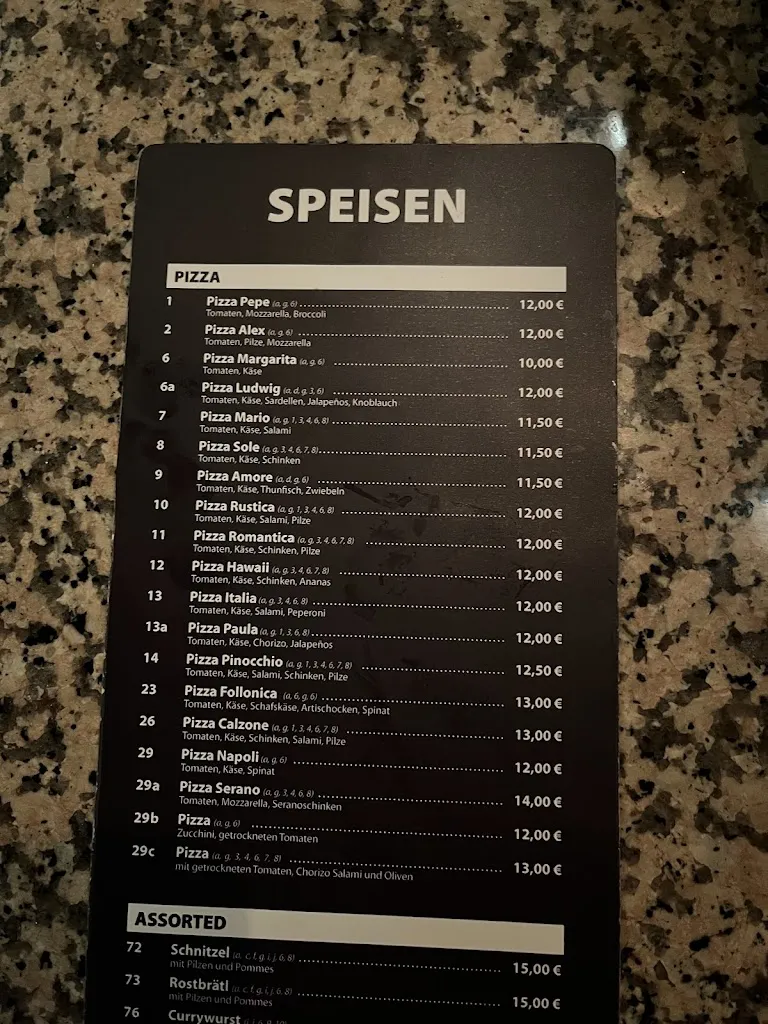 SPEISEN
PIZZA
1 Pizza Pepe (a, g, 6) 12,00 €
Tomaten, Mozzarella, Broccoli
2 Pizza Alex (a, g, 6) 12,00 €
Tomaten, Pilze, Mozzarella
6 Pizza Margarita (a, g, 6) 10,00 €
Tomaten, Käse
6a Pizza Ludwig (a, d, g, 3, 6) 12,00 €
Tomaten, Käse, Sardellen, Jalapeños, Knoblauch
7 Pizza Mario (a, g, 1, 3, 4, 6, 8) 11,50 €
Tomaten, Käse, Salami
8 Pizza Sole (a, g, 3, 4, 6, 7, 8) 11,50 €
Tomaten, Käse, Schinken
9 Pizza Amore (a, d, g, 6) 11,50 €
Tomaten, Käse, Thunfisch, Zwiebeln
10 Pizza Rustica (a, g, 1, 3, 4, 6, 8) 12,00 €
Tomaten, Käse, Salami, Pilze
11 Pizza Romantica (a, g, 3, 4, 6, 7, 8) 12,00 €
Tomaten, Käse, Schinken, Pilze
12 Pizza Hawaii (a, g, 3, 4, 6, 7, 8) 12,00 €
Tomaten, Käse, Schinken, Ananas
13 Pizza Italia (a, g, 3, 4, 6, 8) 12,00 €
Tomaten, Käse, Salami, Peperoni
13a Pizza Paula (a, g, 1, 3, 6, 8) 12,00 €
Tomaten, Käse, Chorizo, Jalapeños
14 Pizza Pinocchio (a, g, 1, 3, 4, 6, 7, 8) 12,50 €
Tomaten, Käse, Salami, Schinken, Pilze
23 Pizza Follonica (a, 6, g, 6) 13,00 €
Tomaten, Käse, Schafskäse, Artischocken, Spinat
26 Pizza Calzone (a, g, 1, 3, 4, 6, 7, 8) 13,00 €
Tomaten, Käse, Schinken, Salami, Pilze
29 Pizza Napoli (a, g, 6) 12,00 €
Tomaten, Käse, Spinat
29a Pizza Serano (a, g, 3, 4, 6, 8) 14,00 €
Tomaten, Mozzarella, Seranoschinken
29b Pizza (a, g, 6) 12,00 €
Zucchini, getrockneten Tomaten
29c Pizza (a, g, 3, 4, 6, 7, 8) 13,00 €
mit getrockneten Tomaten, Chorizo Salami und Oliven
ASSORTED
72 Schnitzel (a, c, f, g, i, j, 6, 8) 15,00 €
mit Pilzen und Pommes
73 Rostbrätl (a, c, f, g, i, j, 6, 8) 15,00 €
mit Pilzen und Pommes
76 Currywurst